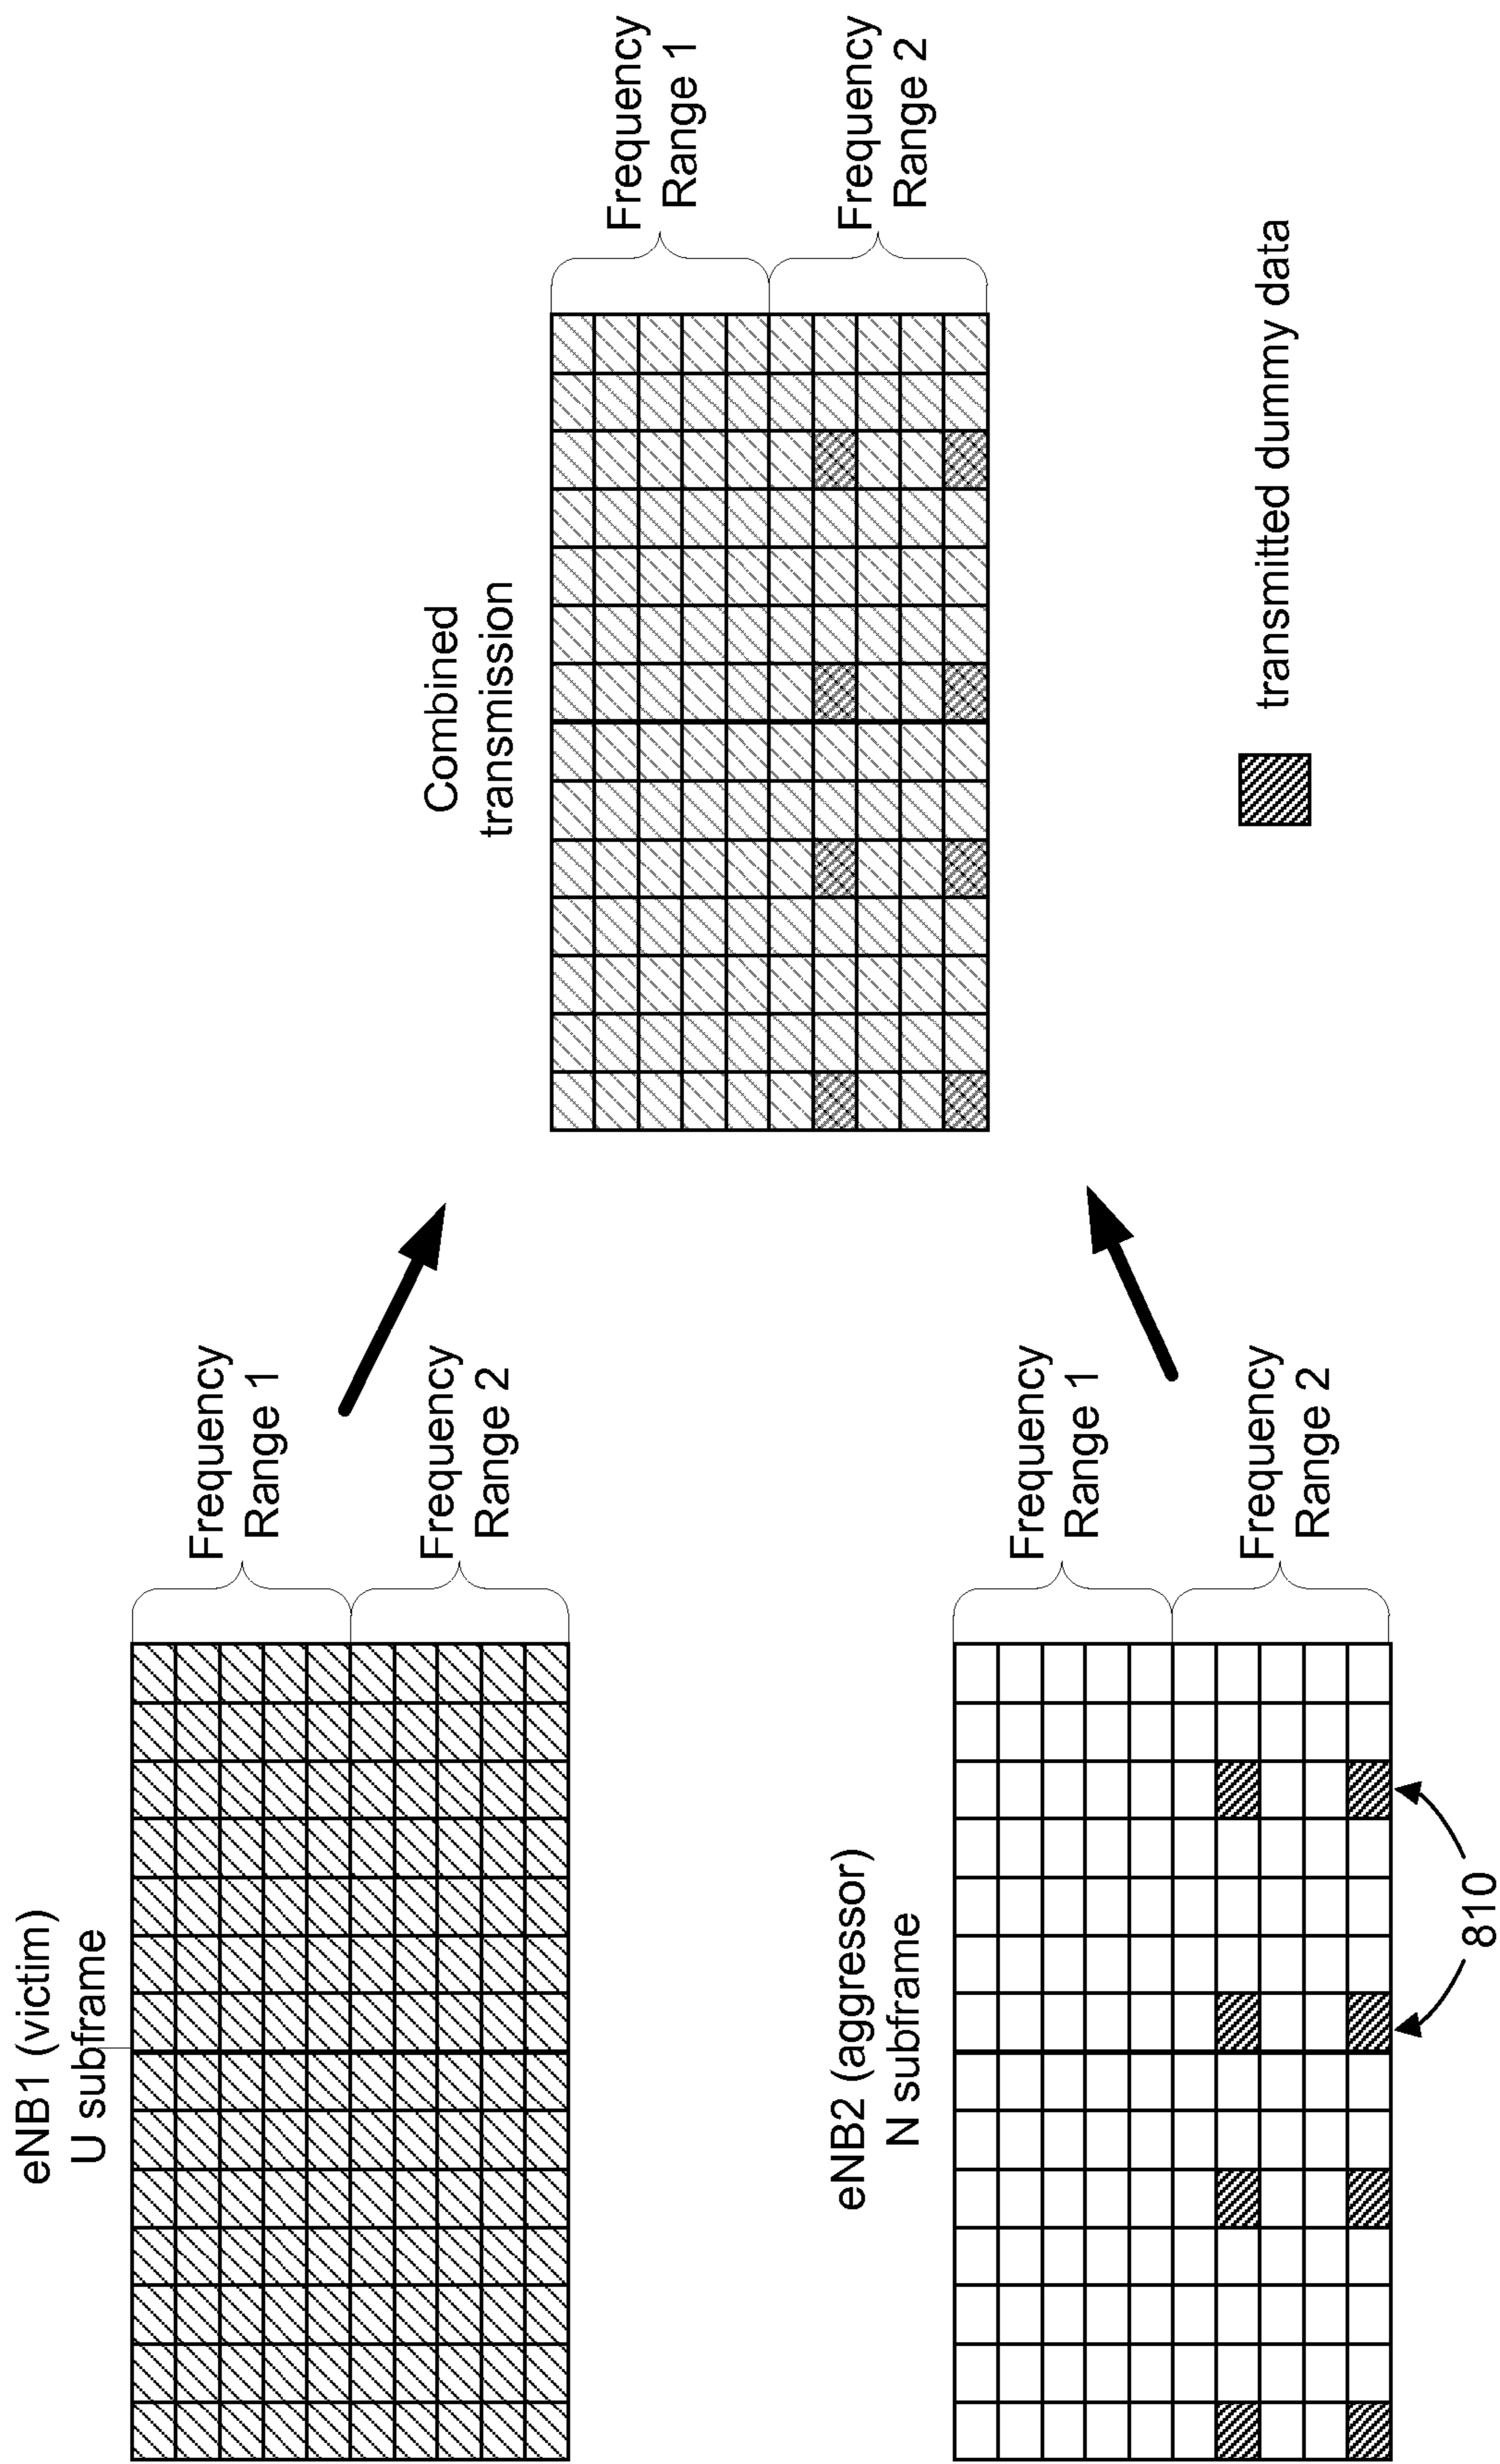 eNB1 (victim)
U subframe
Frequency
Range 1
Frequency
Range 2
eNB2 (aggressor)
N subframe
Frequency
Range 1
Frequency
Range 2
810
Combined
transmission
Frequency
Range 1
Frequency
Range 2
transmitted dummy data